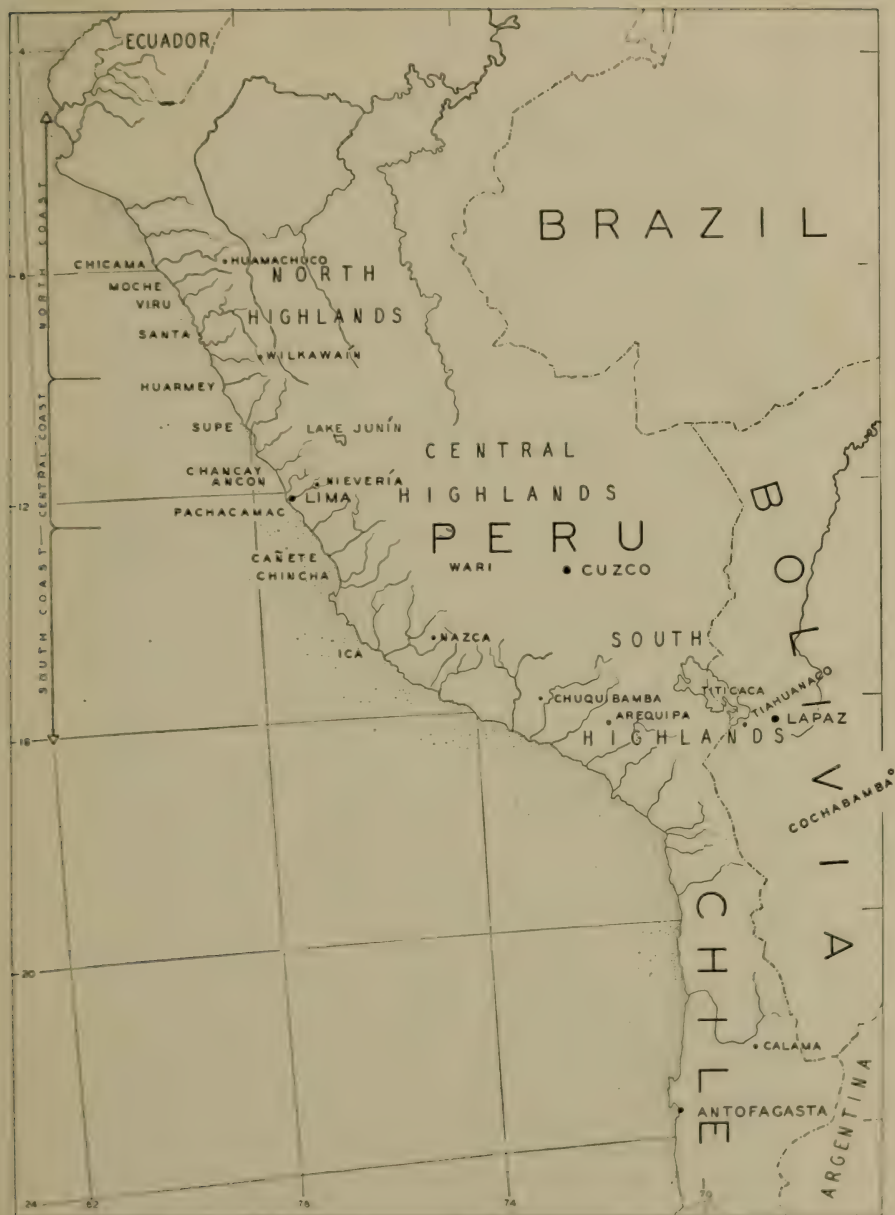 4
ECUADOR
BRAZIL
NORTH COAST
CHICAMA
HUAMACHUCO
8
NORTH
MOCHE
VIRU
HIGHLANDS
SANTA
WILKAWAÍN
HUARMEY
SUPE
LAKE JUNÍN
CENTRAL
CENTRAL COAST
CHANCAY
ANCON
NIEVERÍA
LIMA
HIGHLANDS
12
PACHACAMAC
PERU
BOLIVIA
CAÑETE
WARI
CUZCO
CHINCHA
SOUTH COAST
NAZCA
SOUTH
ICA
TITICACA
TIAHUANACO
CHUQUIBAMBA
AREQUIPA
LAPAZ
HIGHLANDS
16
COCHABAMBA
CHILE
20
CALAMA
ANTOFAGASTA
ARGENTINA
24
82
78
74
70